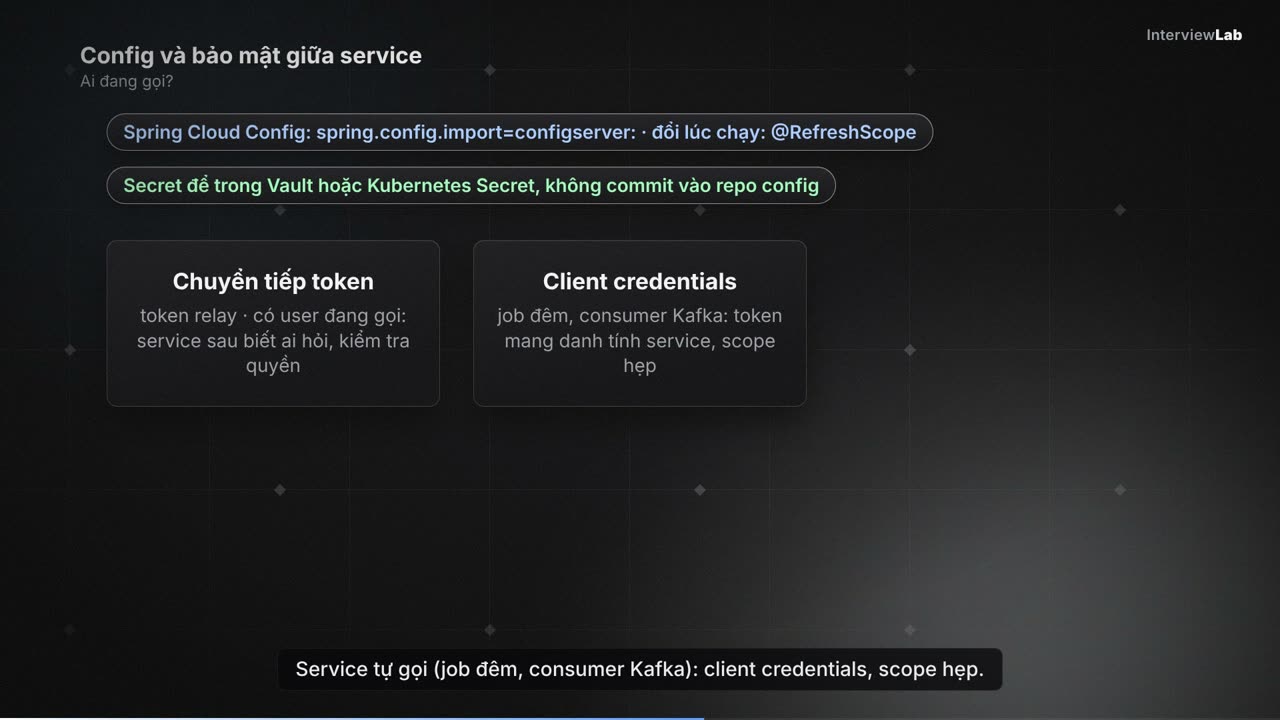 InterviewLab
Config và bảo mật giữa service
Ai đang gọi?
Spring Cloud Config: spring.config.import=configserver: · đổi lúc chạy: @RefreshScope
Secret để trong Vault hoặc Kubernetes Secret, không commit vào repo config
Chuyển tiếp token
token relay · có user đang gọi:
service sau biết ai hỏi, kiểm tra
quyền
Client credentials
job đêm, consumer Kafka: token
mang danh tính service, scope
hẹp
Service tự gọi (job đêm, consumer Kafka): client credentials, scope hẹp.